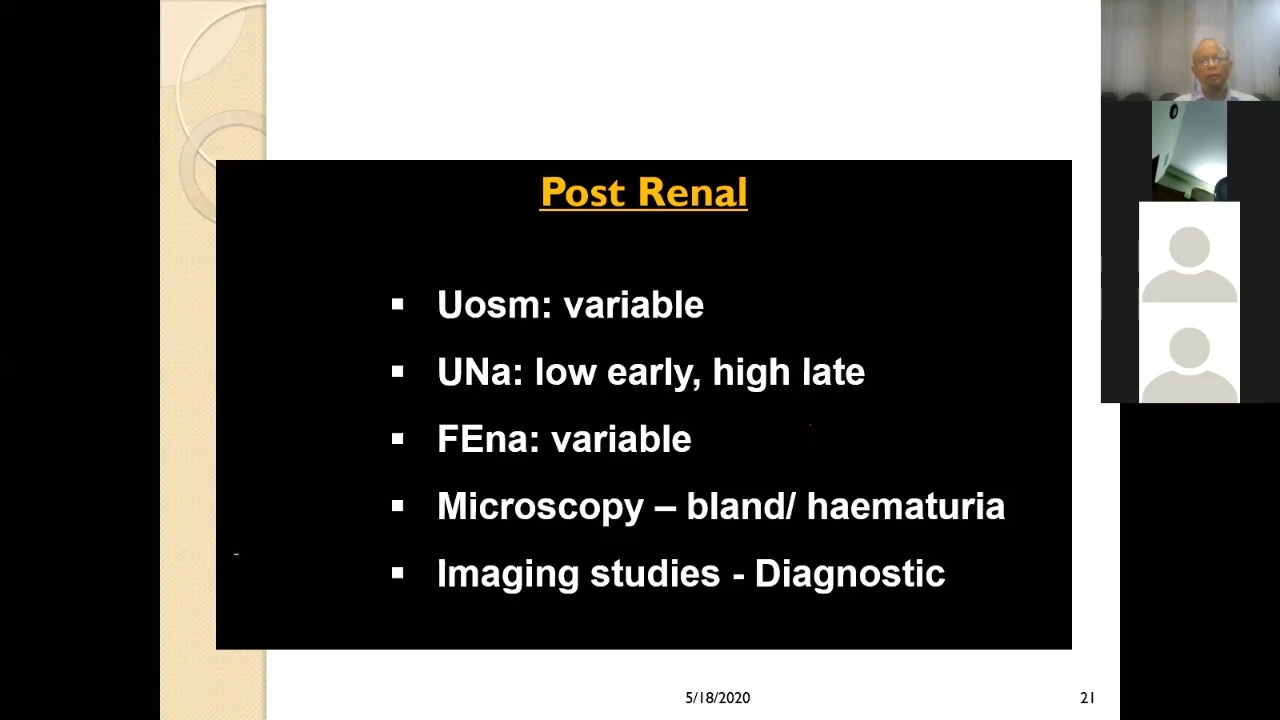 Post Renal
▪ Uosm: variable
▪ UNa: low early, high late
▪ FEna: variable
▪ Microscopy – bland/ haematuria
▪ Imaging studies - Diagnostic
5/18/2020
21